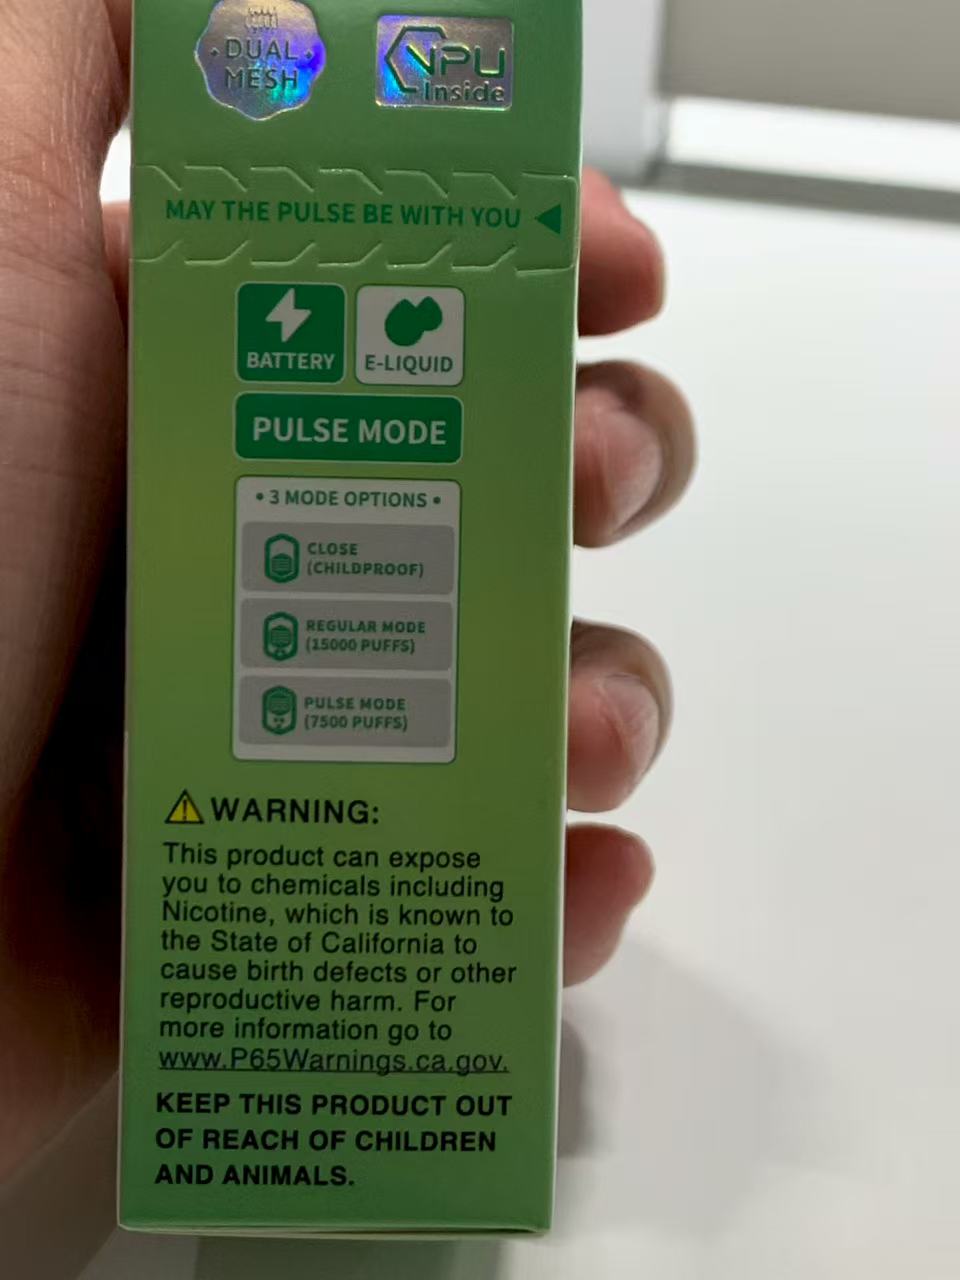 DUAL
MESH
VPU
Inside
MAY THE PULSE BE WITH YOU
BATTERY
E-LIQUID
PULSE MODE
• 3 MODE OPTIONS •
CLOSE
(CHILDPROOF)
REGULAR MODE
(15000 PUFFS)
PULSE MODE
(7500 PUFFS)
WARNING:
This product can expose
you to chemicals including
Nicotine, which is known to
the State of California to
cause birth defects or other
reproductive harm. For
more information go to
www.P65Warnings.ca.gov.
KEEP THIS PRODUCT OUT
OF REACH OF CHILDREN
AND ANIMALS.